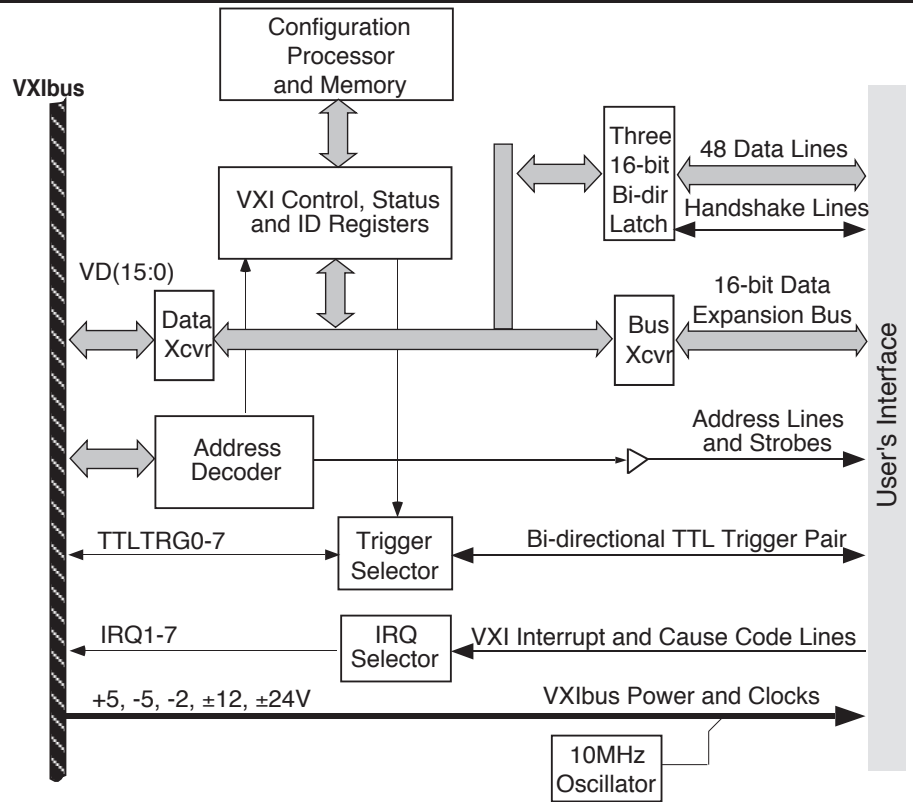 Configuration
Processor
and Memory
VXIbus
Three
16-bit
Bi-dir
Latch
48 Data Lines
Handshake Lines
VXI Control, Status
and ID Registers
VD(15:0)
Data
Xcvr
Bus
Xcvr
16-bit Data
Expansion Bus
User's Interface
Address
Decoder
Address Lines
and Strobes
TTLTRG0-7
Trigger
Selector
Bi-directional TTL Trigger Pair
IRQ1-7
IRQ
Selector
VXI Interrupt and Cause Code Lines
+5, -5, -2, ±12, ±24V
VXIbus Power and Clocks
10MHz
Oscillator